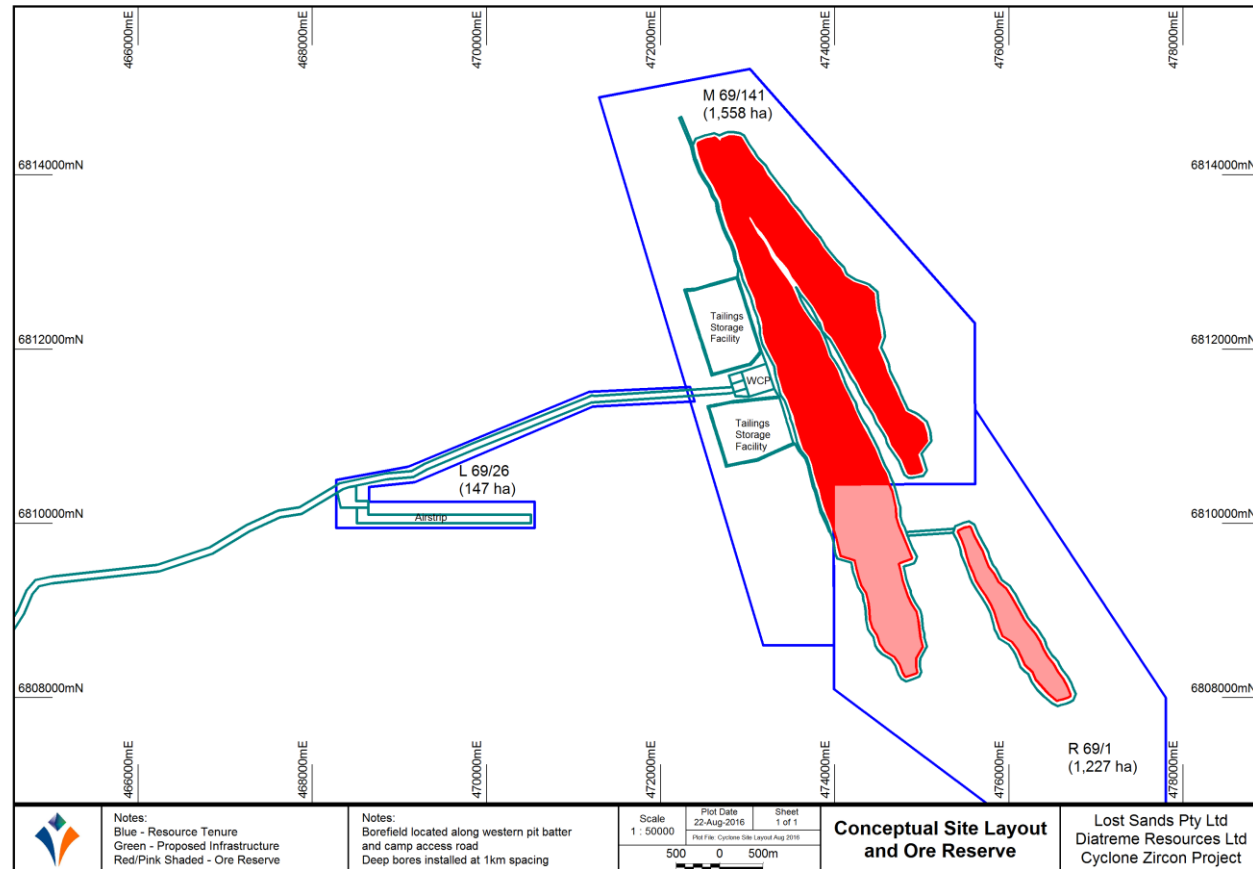 466000mE
468000mE
470000mE
472000mE
474000mE
476000mE
478000mE
M 69/141
(1,558 ha)
6814000mN
6814000mN
Tailings
Storage
Facility
6812000mN
6812000mN
WCP
Tailings
Storage
Facility
L 69/26
(147 ha)
6810000mN
Airstrip
6810000mN
6808000mN
6808000mN
R 69/1
(1,227 ha)
466000mE
468000mE
470000mE
472000mE
474000mE
476000mE
478000mE
Notes:
Blue - Resource Tenure
Green - Proposed Infrastructure
Red/Pink Shaded - Ore Reserve
Notes:
Borefield located along western pit batter
and camp access road
Deep bores installed at 1km spacing
Scale
1 : 50000
Plot Date
22-Aug-2016
Sheet
1 of 1
Plot File: Cyclone Site Layout Aug 2016
500 0 500m
Conceptual Site Layout
and Ore Reserve
Lost Sands Pty Ltd
Diatreme Resources Ltd
Cyclone Zircon Project